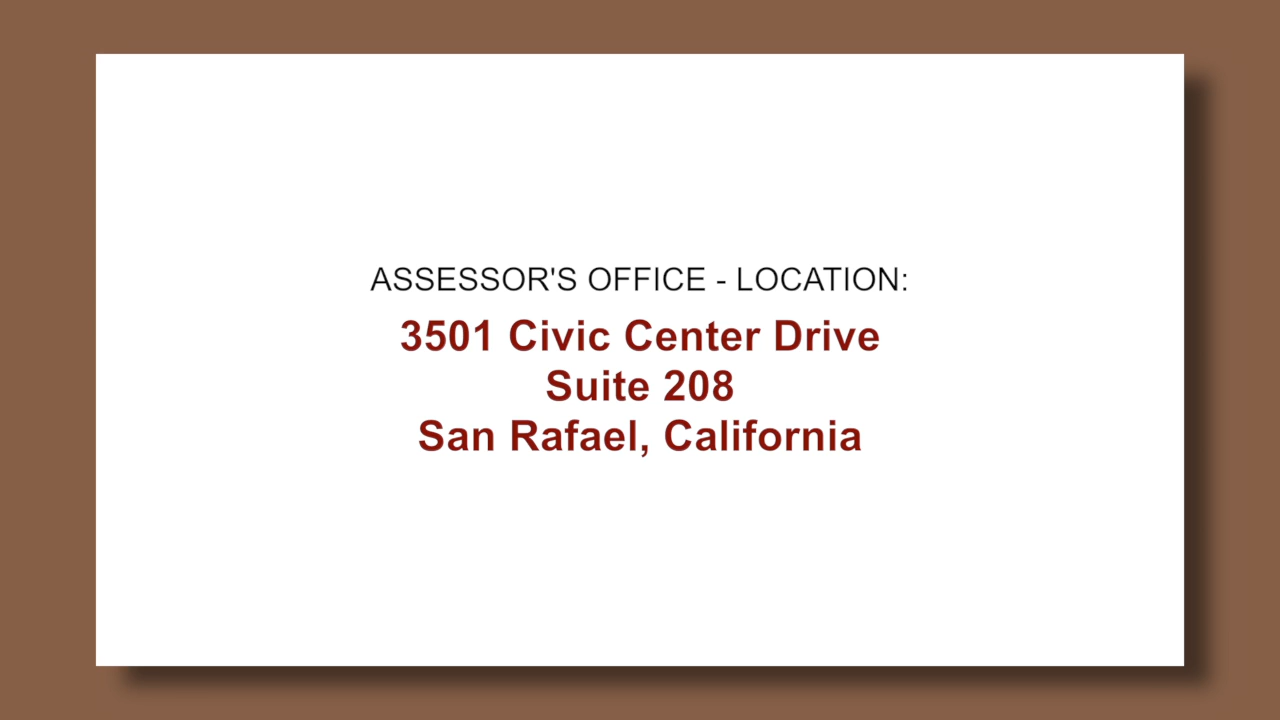 ASSESSOR'S OFFICE - LOCATION:
3501 Civic Center Drive
Suite 208
San Rafael, California